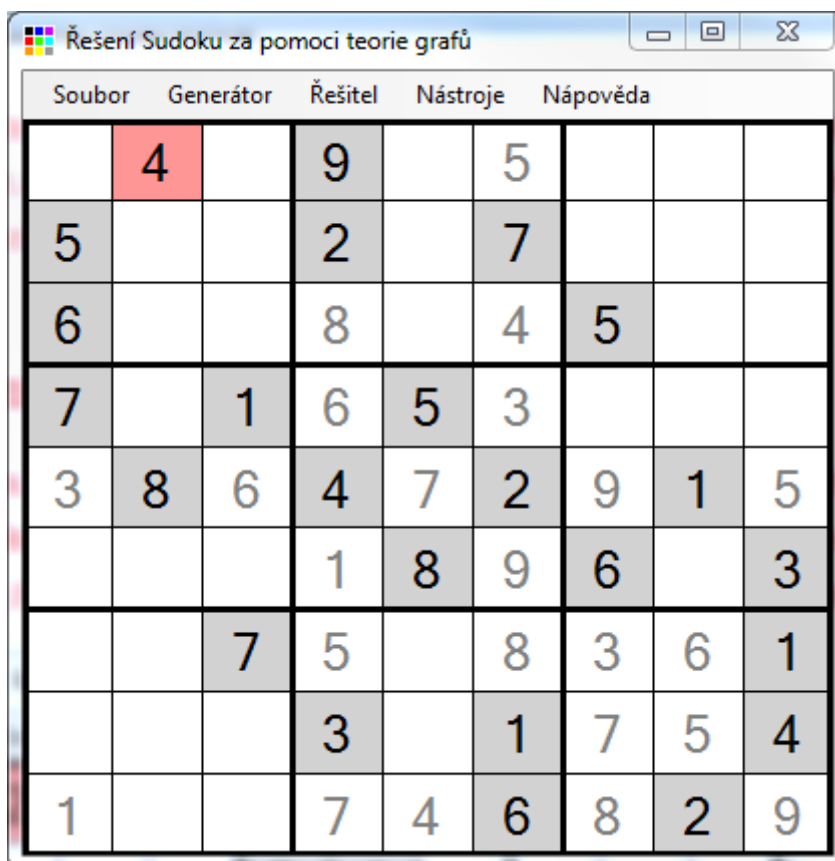 Řešení Sudoku za pomoci teorie grafů
Soubor Generátor Řešitel Nástroje Nápověda
4 9 5
5 2 7
6 8 4 5
7 1 6 5 3
3 8 6 4 7 2 9 1 5
1 8 9 6 3
7 5 8 3 6 1
3 1 7 5 4
1 7 4 6 8 2 9